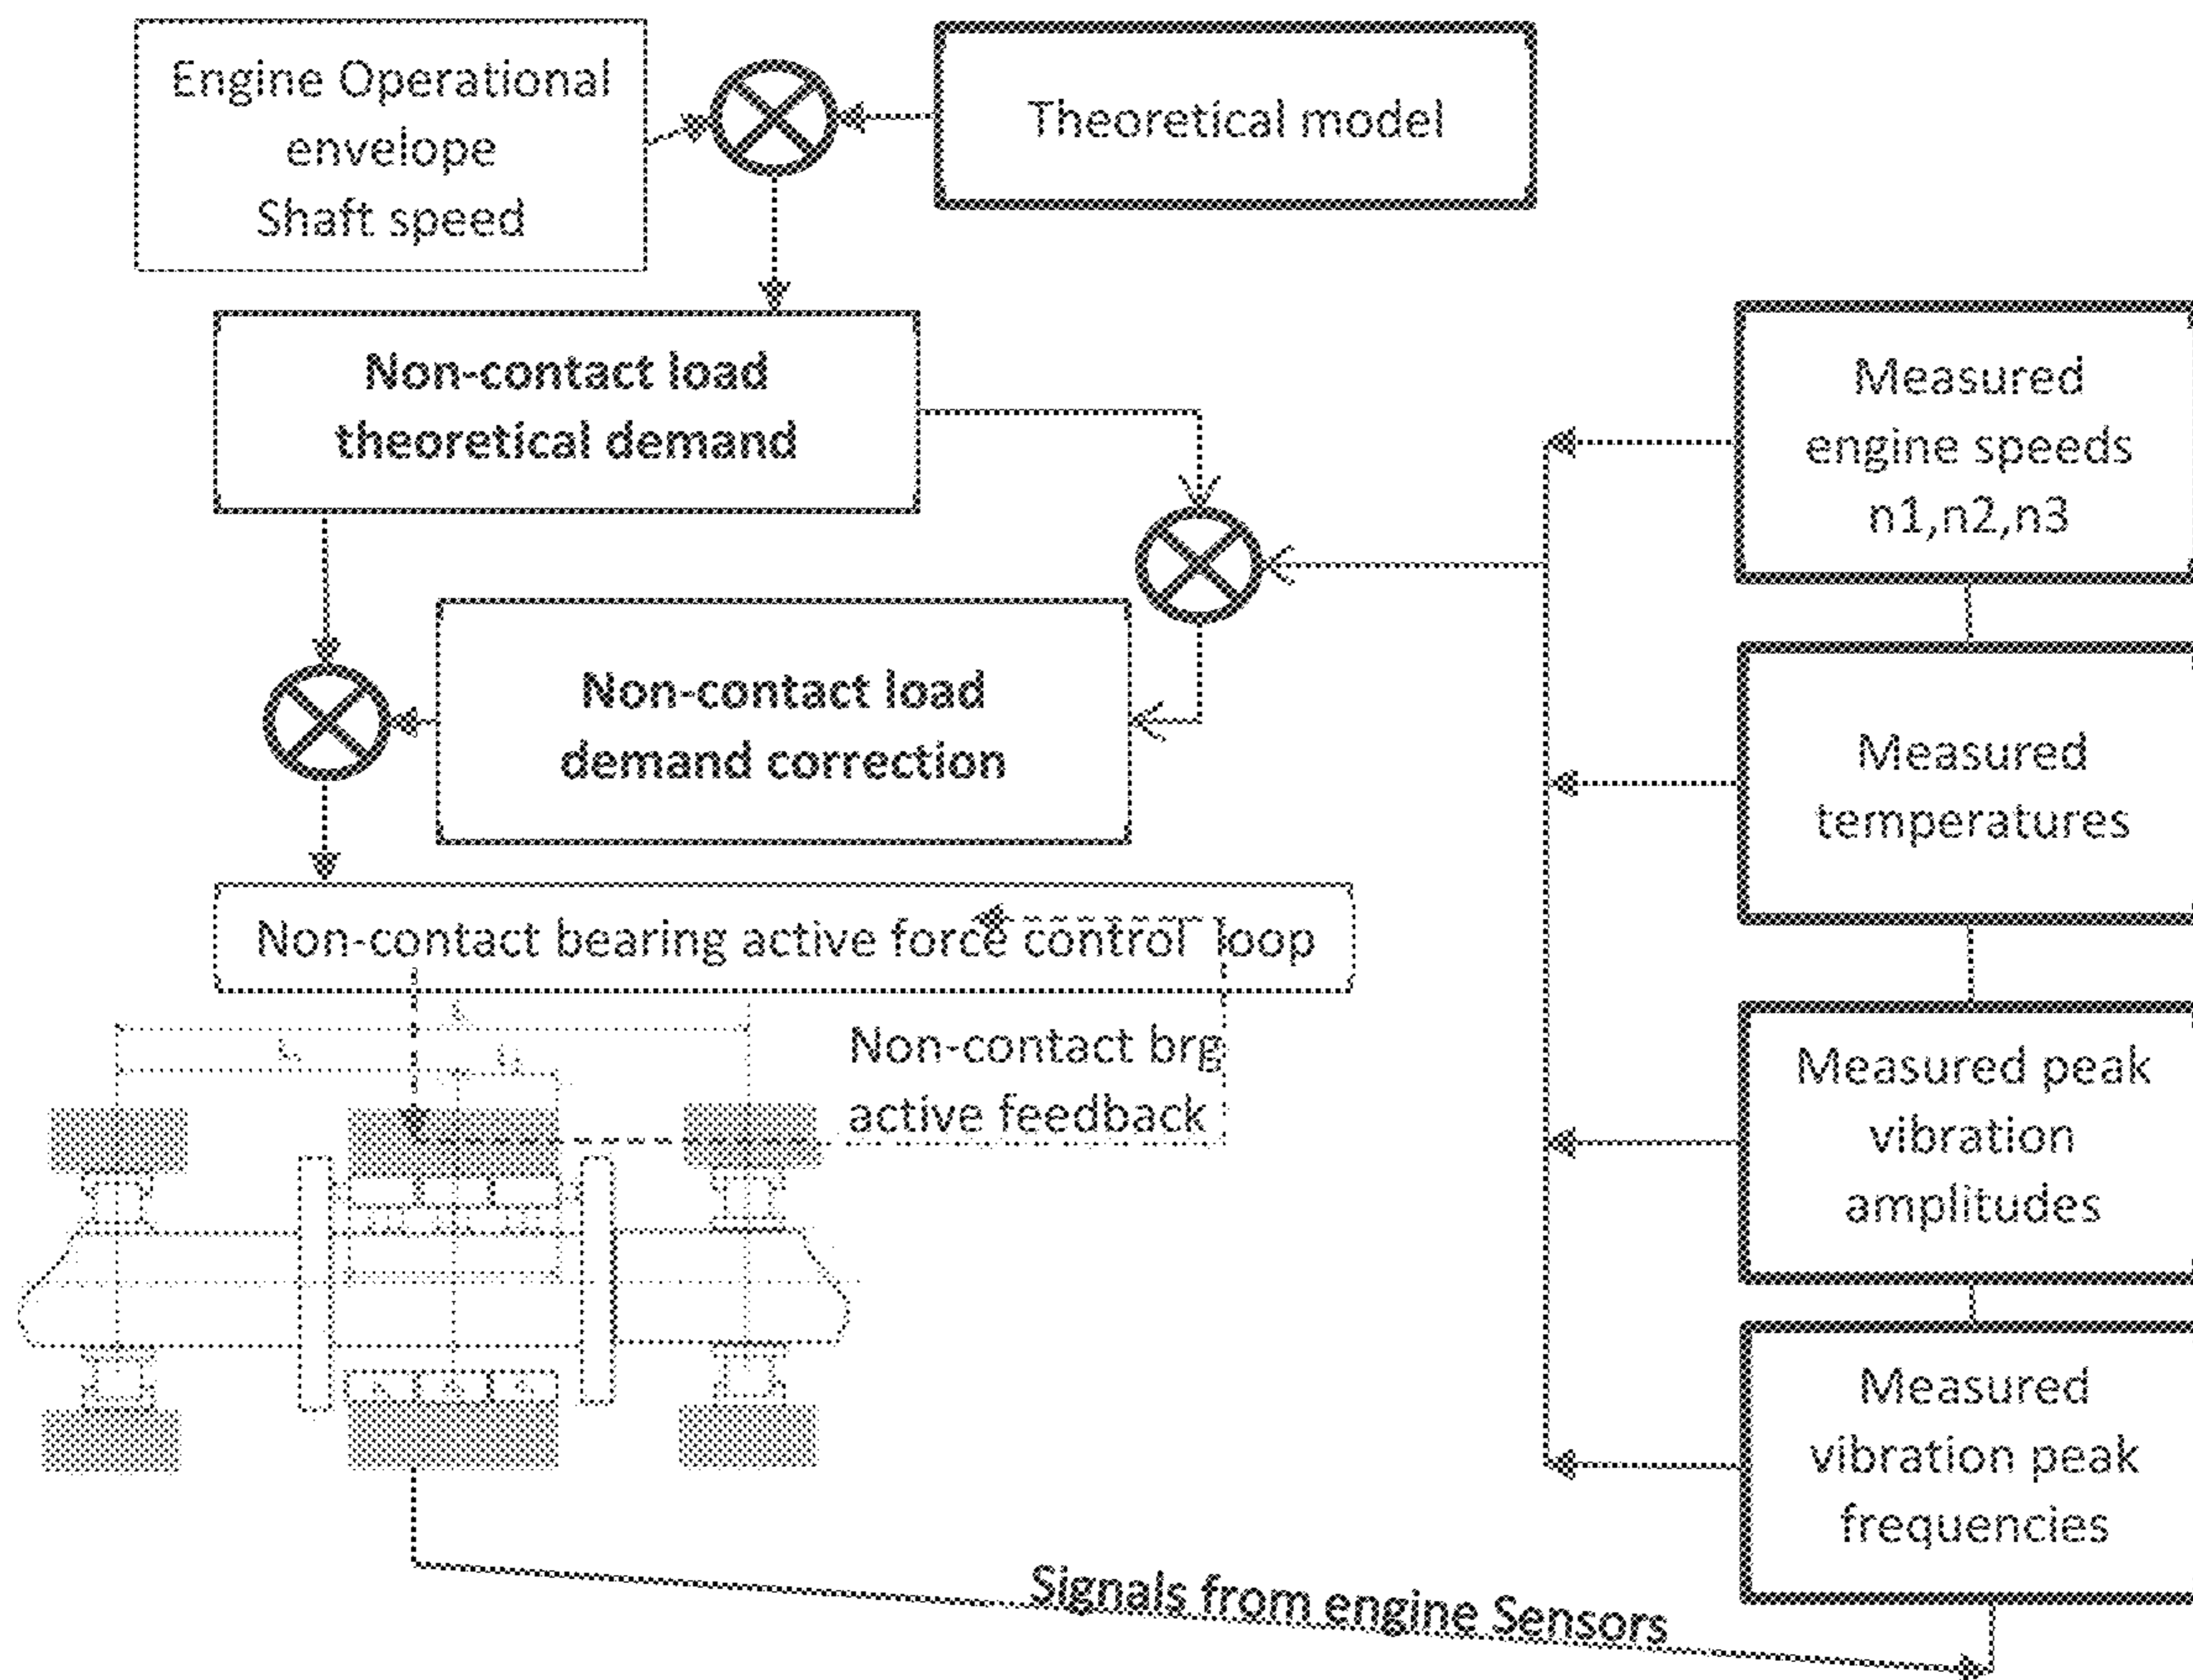 Engine Operational
envelope
Shaft speed
Theoretical model
Non-contact load
theoretical demand
Measured
engine speeds
n1,n2,n3
Non-contact load
demand correction
Measured
temperatures
Non-contact bearing active force control loop
Non-contact brg
active feedback
Measured peak
vibration
amplitudes
Measured
vibration peak
frequencies
Signals from engine Sensors